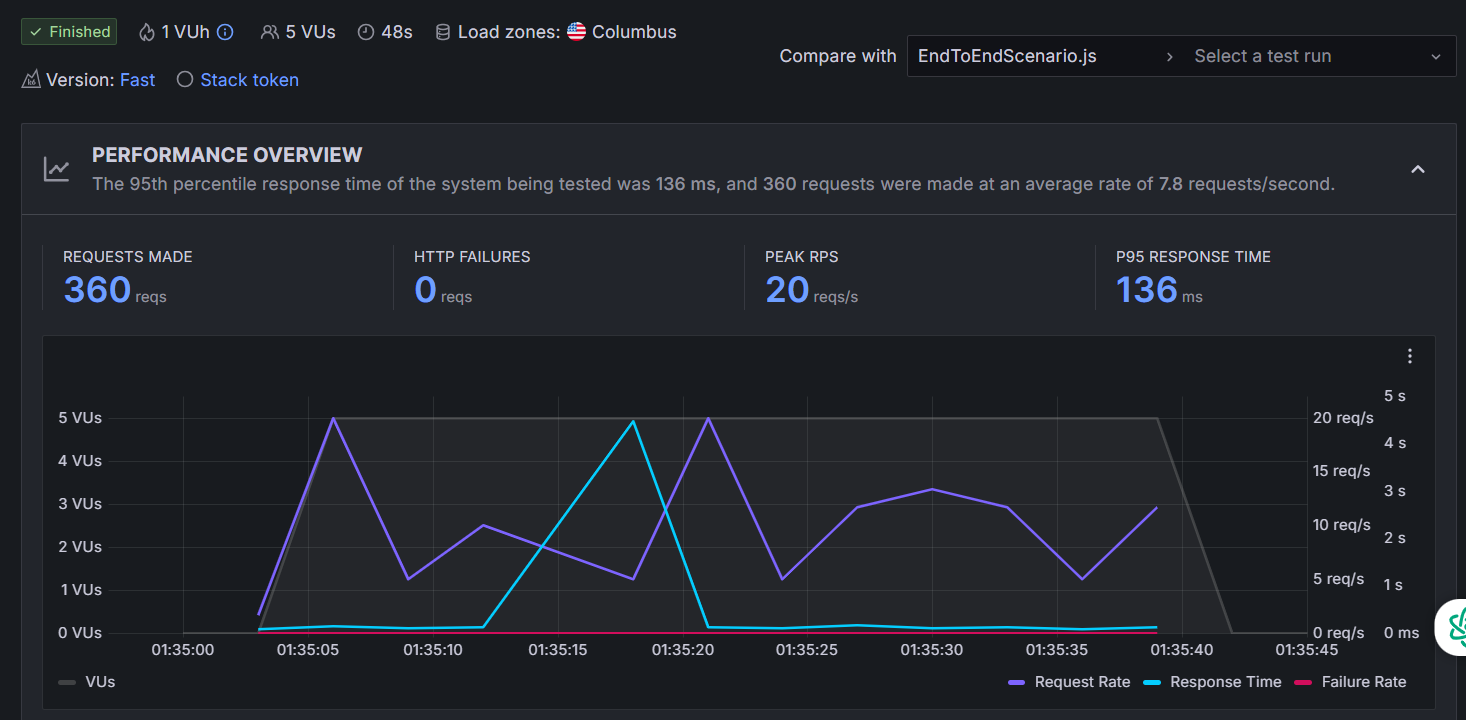 Finished 1 VUh 5 VUs 48s Load zones: Columbus
Compare with EndToEndScenario.js Select a test run
Version: Fast Stack token
PERFORMANCE OVERVIEW
The 95th percentile response time of the system being tested was 136 ms, and 360 requests were made at an average rate of 7.8 requests/second.
REQUESTS MADE
360 reqs
HTTP FAILURES
0 reqs
PEAK RPS
20 reqs/s
P95 RESPONSE TIME
136 ms
5 VUs
4 VUs
3 VUs
2 VUs
1 VUs
0 VUs
20 req/s
15 req/s
10 req/s
5 req/s
0 req/s
5 s
4 s
3 s
2 s
1 s
0 ms
01:35:00 01:35:05 01:35:10 01:35:15 01:35:20 01:35:25 01:35:30 01:35:35 01:35:40 01:35:45
VUs Request Rate Response Time Failure Rate